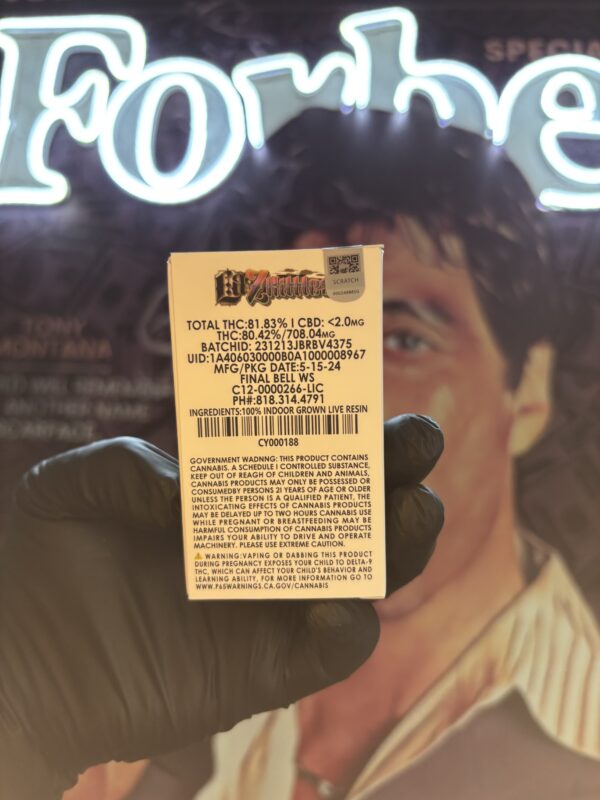 Forbe
SPECIA
SCRATCH
TOTAL THC:81.83% I CBD: <2.0MG
THC:80.42%/708.04MG
BATCHID: 231213JBRBV4375
UID:1A406030000B0A1000008967
MFG/PKG DATE:5-15-24
FINAL BELL WS
C12-0000266-LIC
PH#:818.314.4791
INGREDIENTS:100% INDOOR GROWN LIVE RESIN
CY000188
GOVERNMENT WADNNG: THIS PRODUCT CONTAINS
CANNABIS. A SCHEDULE I CONTROLLED SUBSTANCE,
KEEP OUT OF REAGH OF CHILDREN AND ANIMALS,
CANNABIS PRODUCTS MAY ONLY BE POSSESSED OR
CONSUMEDBY PERSONS 21 YEARS OF AGE OR OLDER
UNLESS THE PERSON IS A QUALIFIED PATIENT, THE
INTOXICATING EFFECTS OF CANNABIS PRODUCTS
MAY BE DELAYED UP TO TWO HOURS CANNABIS USE
WHILE PREGNANT OR BREASTFEEDING MAY BE
HARMFUL CONSUMPTION OF CANNABIS PRODUCTS
IMPAIRS YOUR ABILITY TO DRIVE AND OPERATE
MACHINERY. PLEASE USE EXTREME CAUTION.
WARNING:VAPING OR DABBING THIS PRODUCT
DURING PREGNANCY EXPOSES YOUR CHILD TO DELTA-9
THC, WHICH CAN AFFECT YOUR CHILD'S BEHAVIOR AND
LEARNING ABILITY, FOR MORE INFORMATION GO TO
WWW.P65WARNINGS.CA.GOV/CANNABIS
TONY